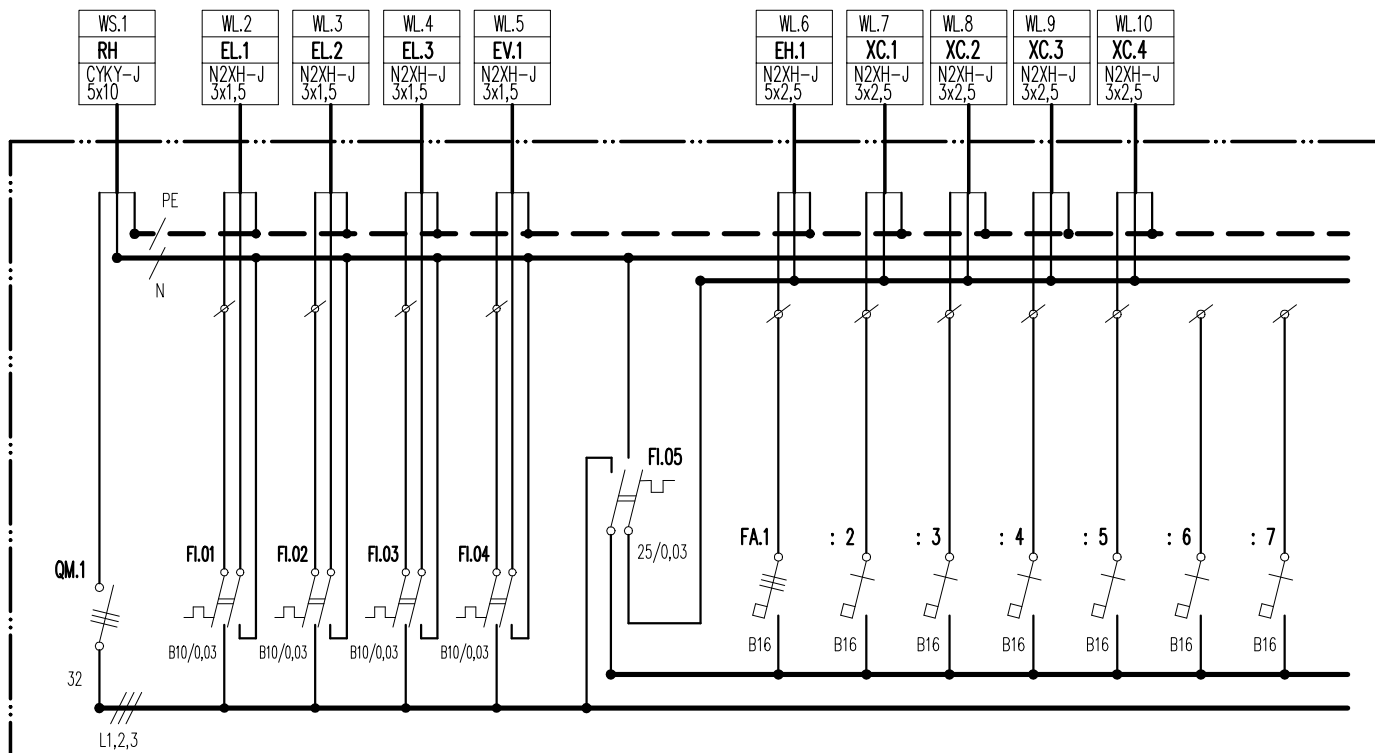 WS.1
RH
CYKY-J
5x10
WL.2
EL.1
N2XH-J
3x1,5
WL.3
EL.2
N2XH-J
3x1,5
WL.4
EL.3
N2XH-J
3x1,5
WL.5
EV.1
N2XH-J
3x1,5
WL.6
EH.1
N2XH-J
5x2,5
WL.7
XC.1
N2XH-J
3x2,5
WL.8
XC.2
N2XH-J
3x2,5
WL.9
XC.3
N2XH-J
3x2,5
WL.10
XC.4
N2XH-J
3x2,5
PE
N
FI.05
25/0,03
QM.1
32
FI.01
B10/0,03
FI.02
B10/0,03
FI.03
B10/0,03
FI.04
B10/0,03
FA.1
B16
: 2
B16
: 3
B16
: 4
B16
: 5
B16
: 6
B16
: 7
B16
L1,2,3